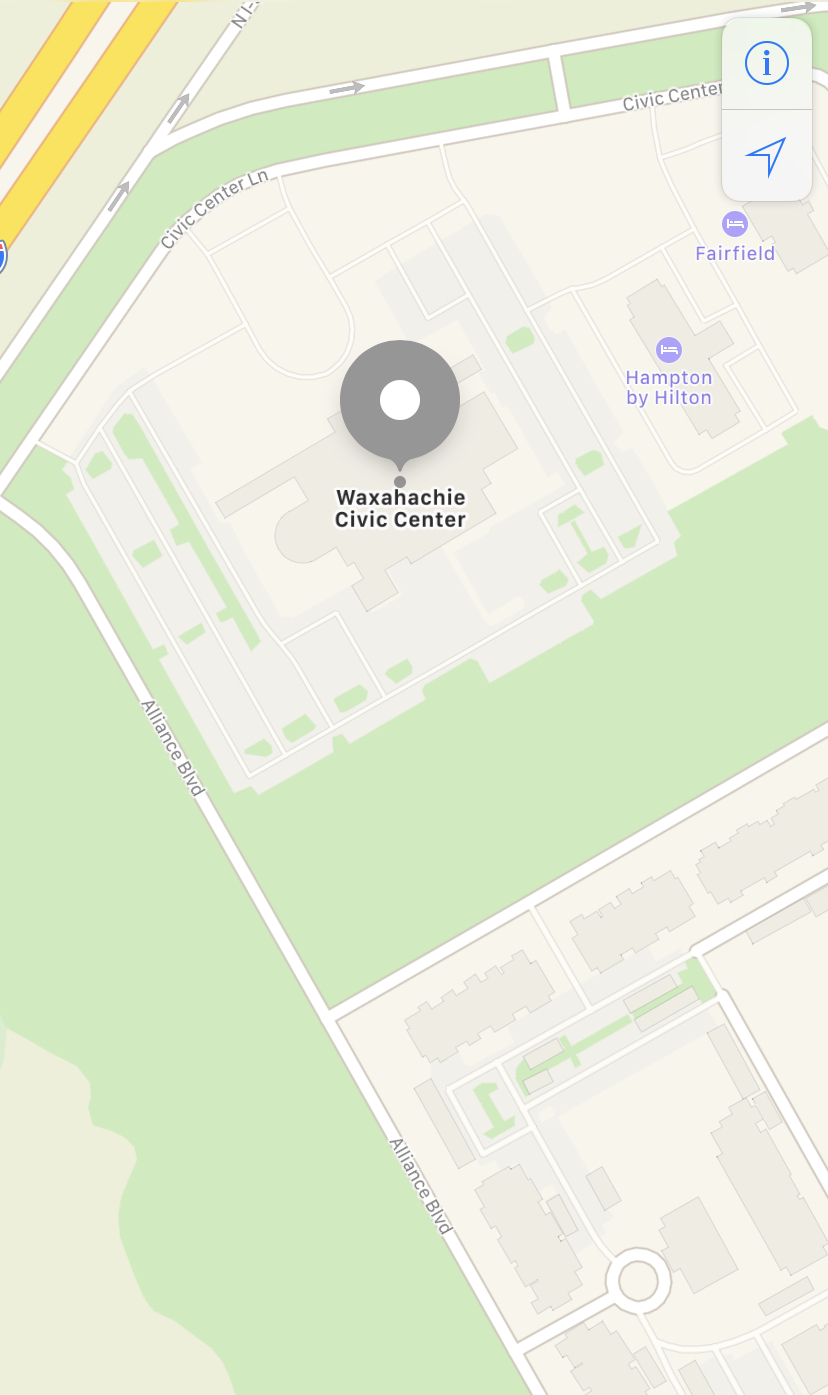 N I-
Civic Center
Civic Center Ln
Fairfield
Hampton
by Hilton
Waxahachie
Civic Center
Alliance Blvd
Alliance Blvd